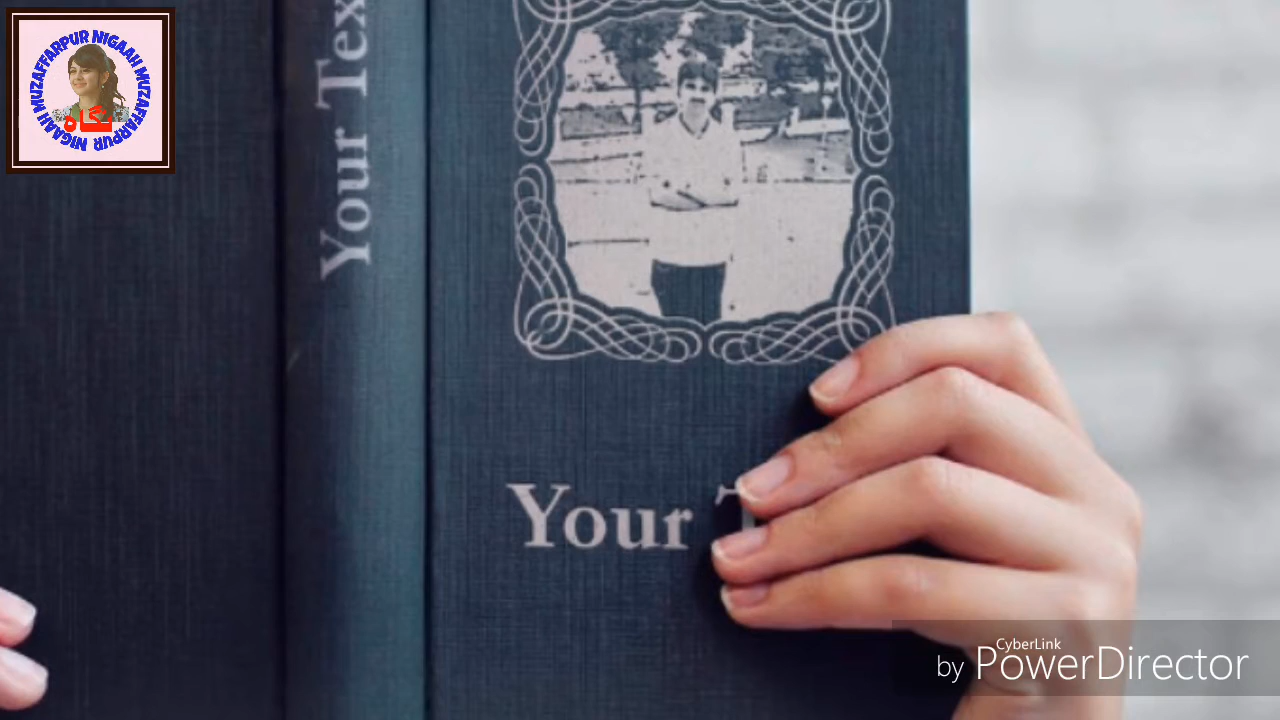 MUZAFFARPUR NIGAAH MUZAFFARPUR NIGAAH
نگاہ
Your Tex
Your T
CyberLink
by PowerDirector